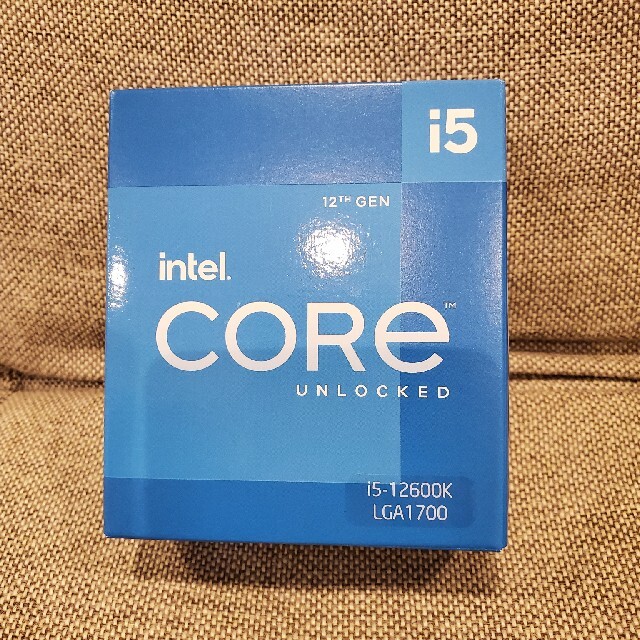 i5
12TH GEN
intel.
CORe™
UNLOCKED
i5-12600K
LGA1700